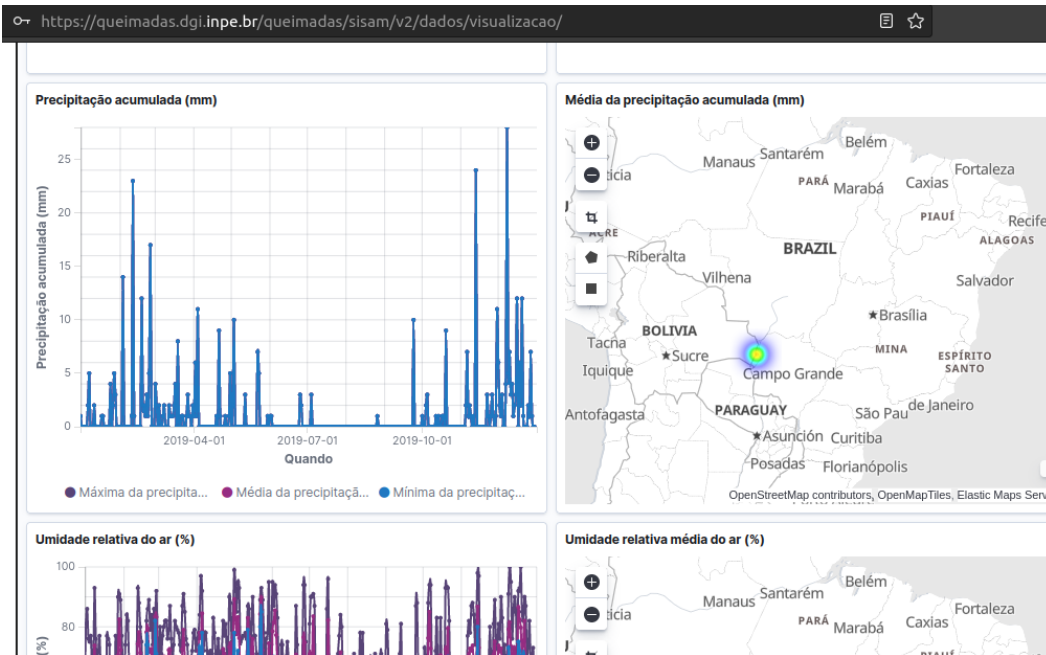 https://queimadas.dgi.inpe.br/queimadas/sisam/v2/dados/visualizacao/
Precipitação acumulada (mm)
Precipitação acumulada (mm)
25
20
15
10
5
0
2019-04-01 2019-07-01 2019-10-01
Quando
Máxima da precipita... Média da precipitaçã... Mínima da precipitaç...
Média da precipitação acumulada (mm)
Belém
Manaus Santarém
ticia
Fortaleza
PARÁ Marabá Caxias
PIAUÍ
Recife
ACRE
ALAGOAS
BRAZIL
Riberalta
Vilhena
Salvador
Brasília
BOLIVIA
Tacna
MINA
ESPÍRITO
SANTO
Sucre
Iquique
Campo Grande
Antofagasta
PARAGUAY
São Pau
de Janeiro
Asunción Curitiba
Posadas Florianópolis
OpenStreetMap contributors, OpenMapTiles, Elastic Maps Serv
Umidade relativa do ar (%)
100
80
(%)
Umidade relativa média do ar (%)
Belém
Manaus Santarém
ticia
Fortaleza
PARÁ Marabá Caxias
PIAUÍ